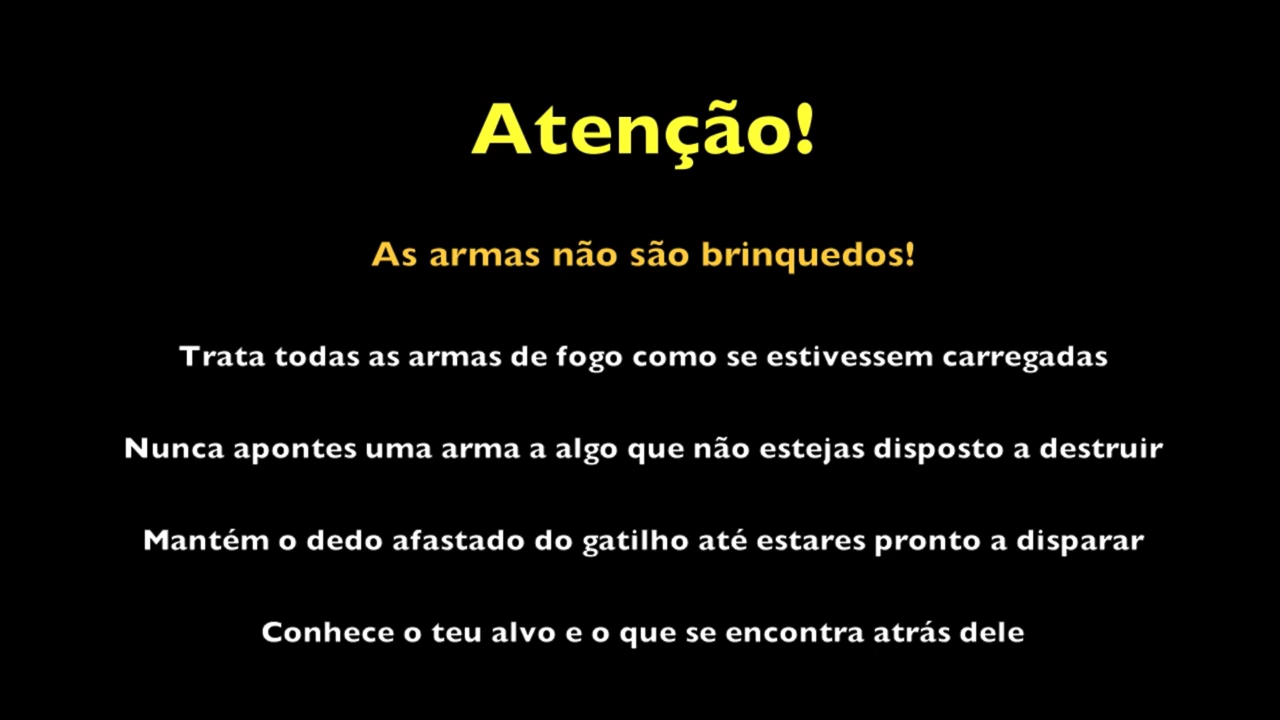 Atenção!
As armas não são brinquedos!
Trata todas as armas de fogo como se estivessem carregadas
Nunca apontes uma arma a algo que não estejas disposto a destruir
Mantém o dedo afastado do gatilho até estares pronto a disparar
Conhece o teu alvo e o que se encontra atrás dele